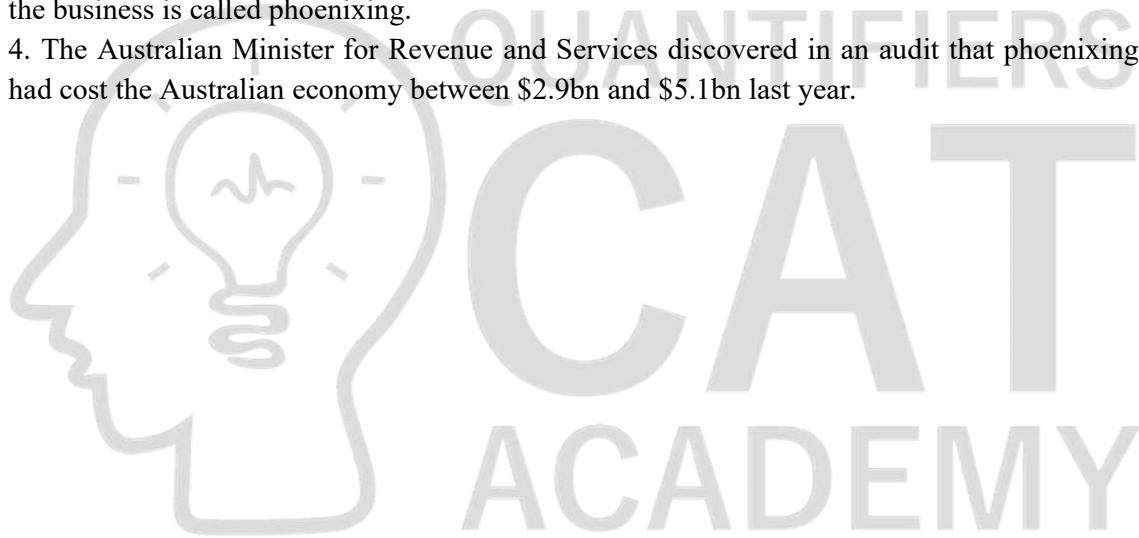 the business is called phoenixing.
4. The Australian Minister for Revenue and Services discovered in an audit that phoenixing
had cost the Australian economy between $2.9bn and $5.1bn last year.
QUANTIFIERS
CAT
ACADEMY